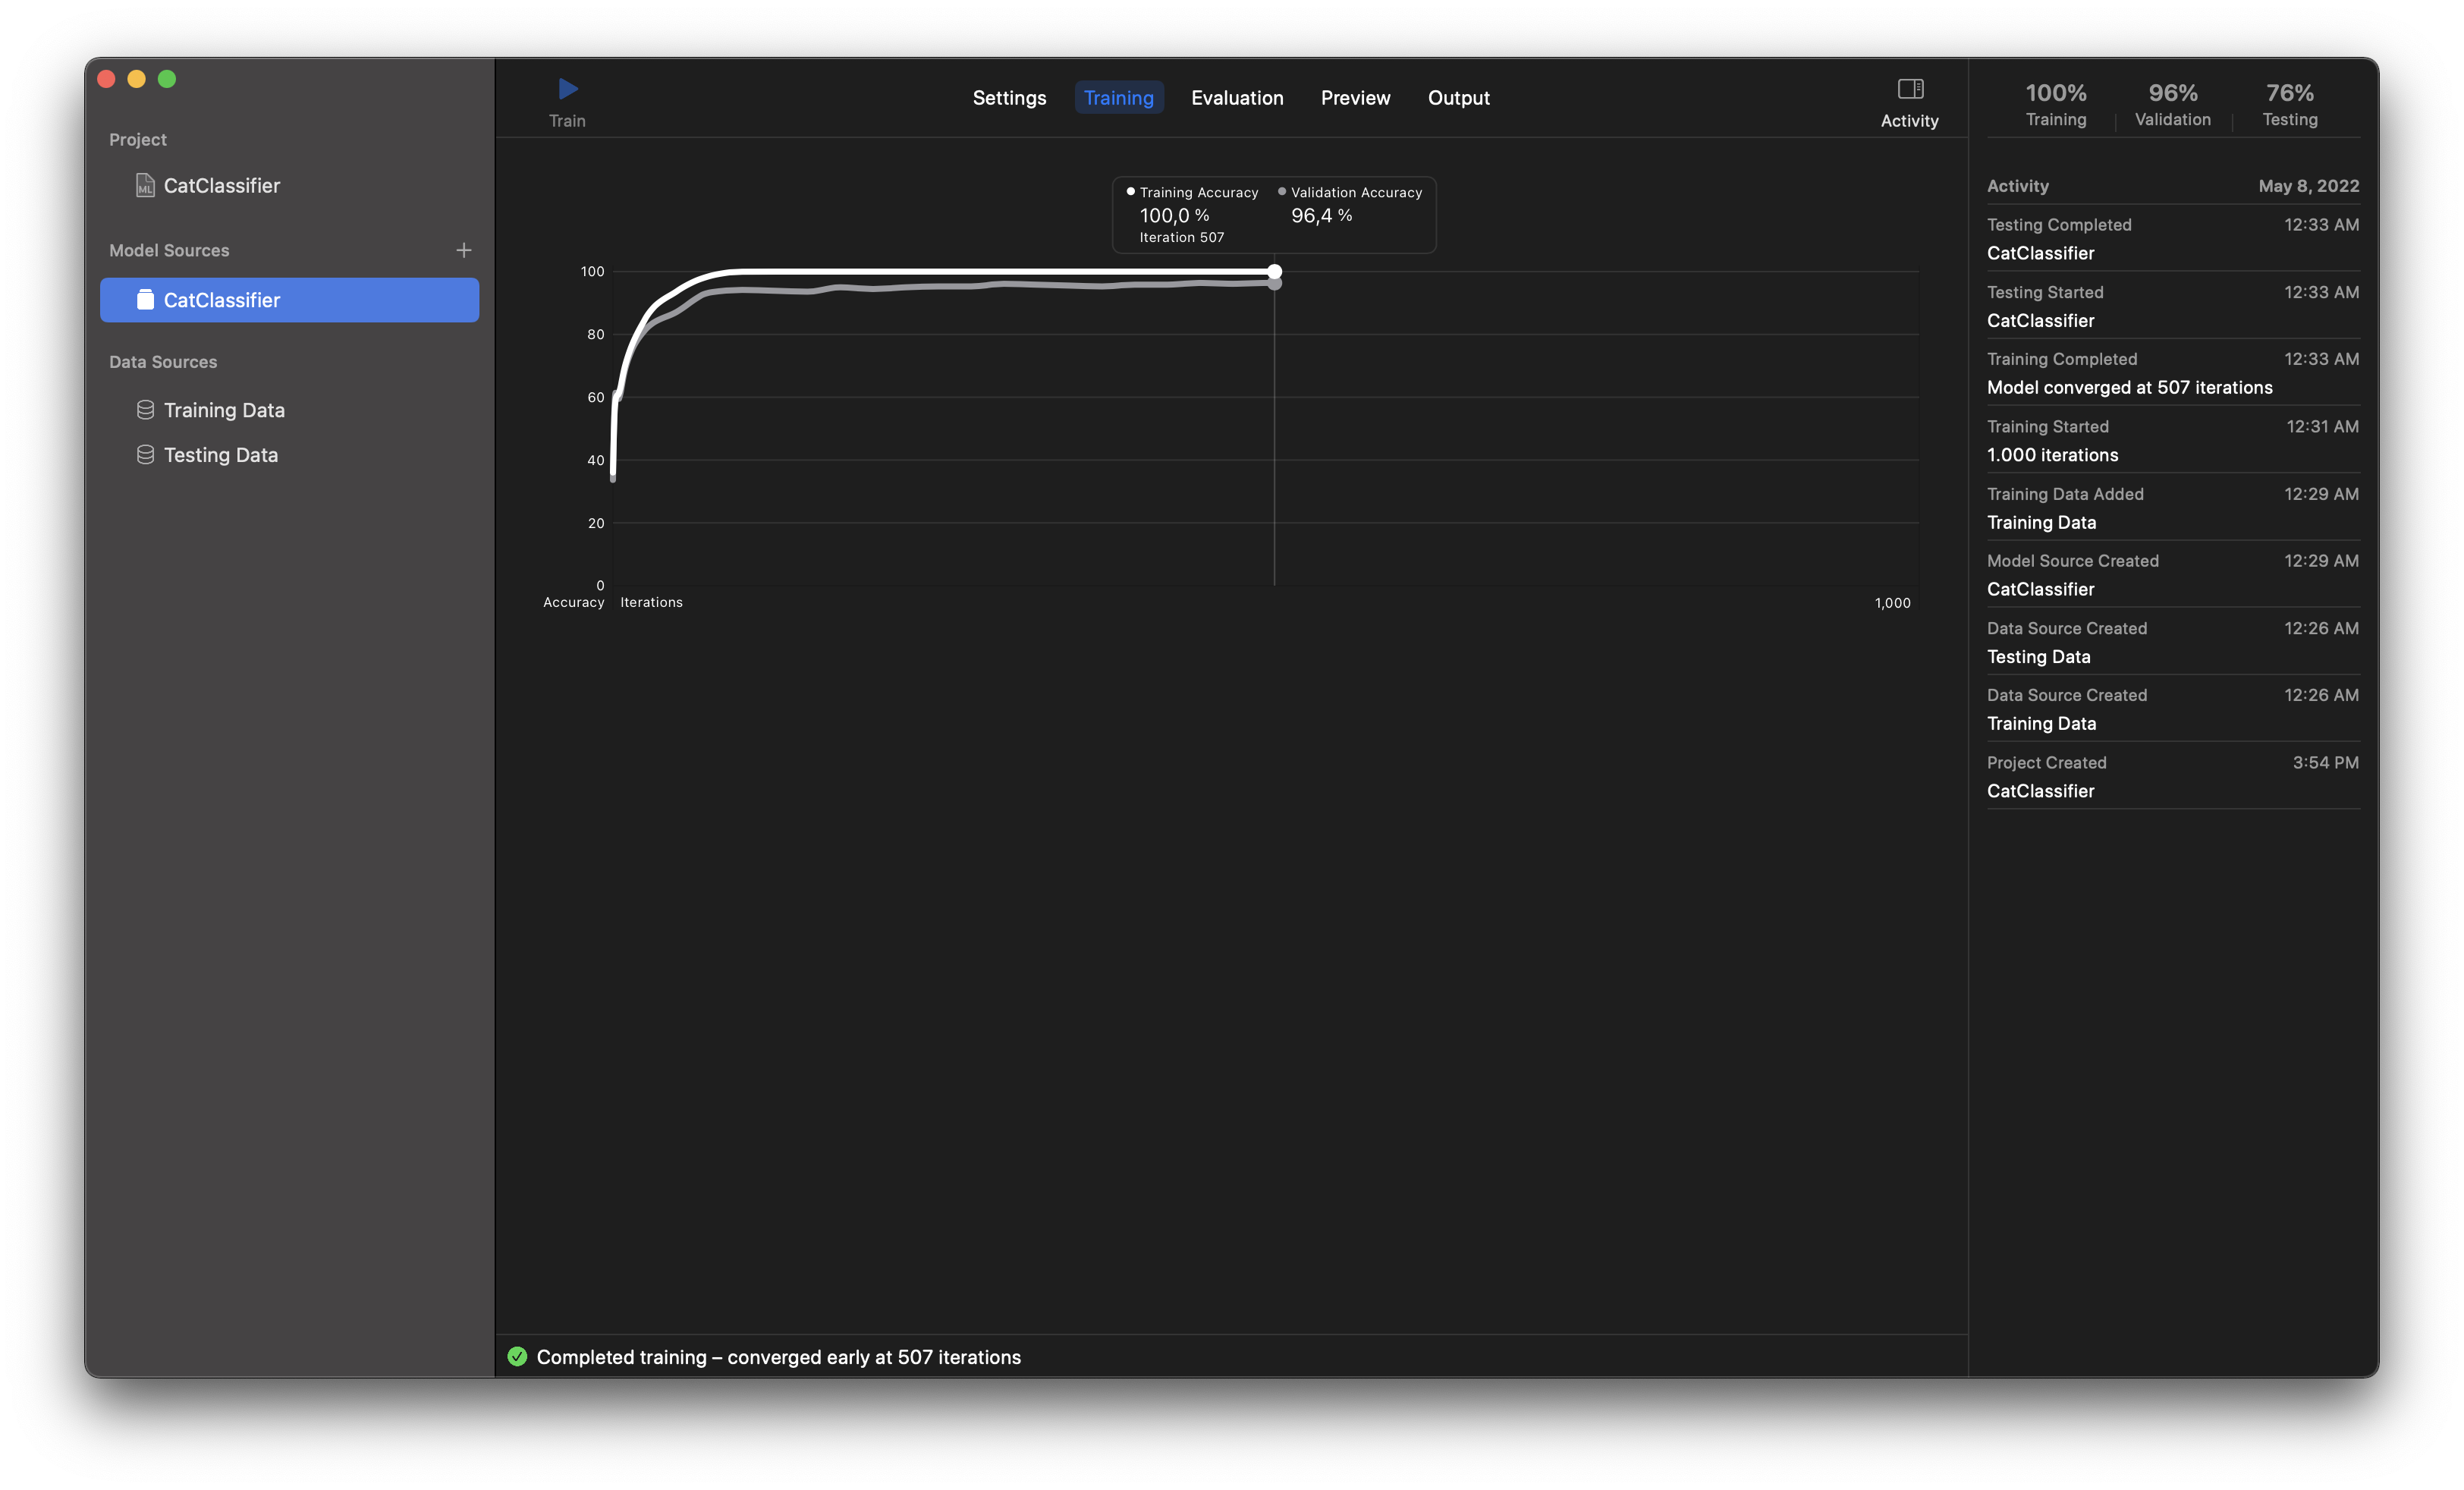 Project
CatClassifier
Model Sources
CatClassifier
Data Sources
Training Data
Testing Data
Train
Settings
Training
Evaluation
Preview
Output
Activity
Training Accuracy
100,0 %
Iteration 507
Validation Accuracy
96,4 %
100
80
60
40
20
0
Accuracy
Iterations
1,000
Completed training – converged early at 507 iterations
100%
Training
96%
Validation
76%
Testing
Activity May 8, 2022
Testing Completed 12:33 AM
CatClassifier
Testing Started 12:33 AM
CatClassifier
Training Completed 12:33 AM
Model converged at 507 iterations
Training Started 12:31 AM
1.000 iterations
Training Data Added 12:29 AM
Training Data
Model Source Created 12:29 AM
CatClassifier
Data Source Created 12:26 AM
Testing Data
Data Source Created 12:26 AM
Training Data
Project Created 3:54 PM
CatClassifier